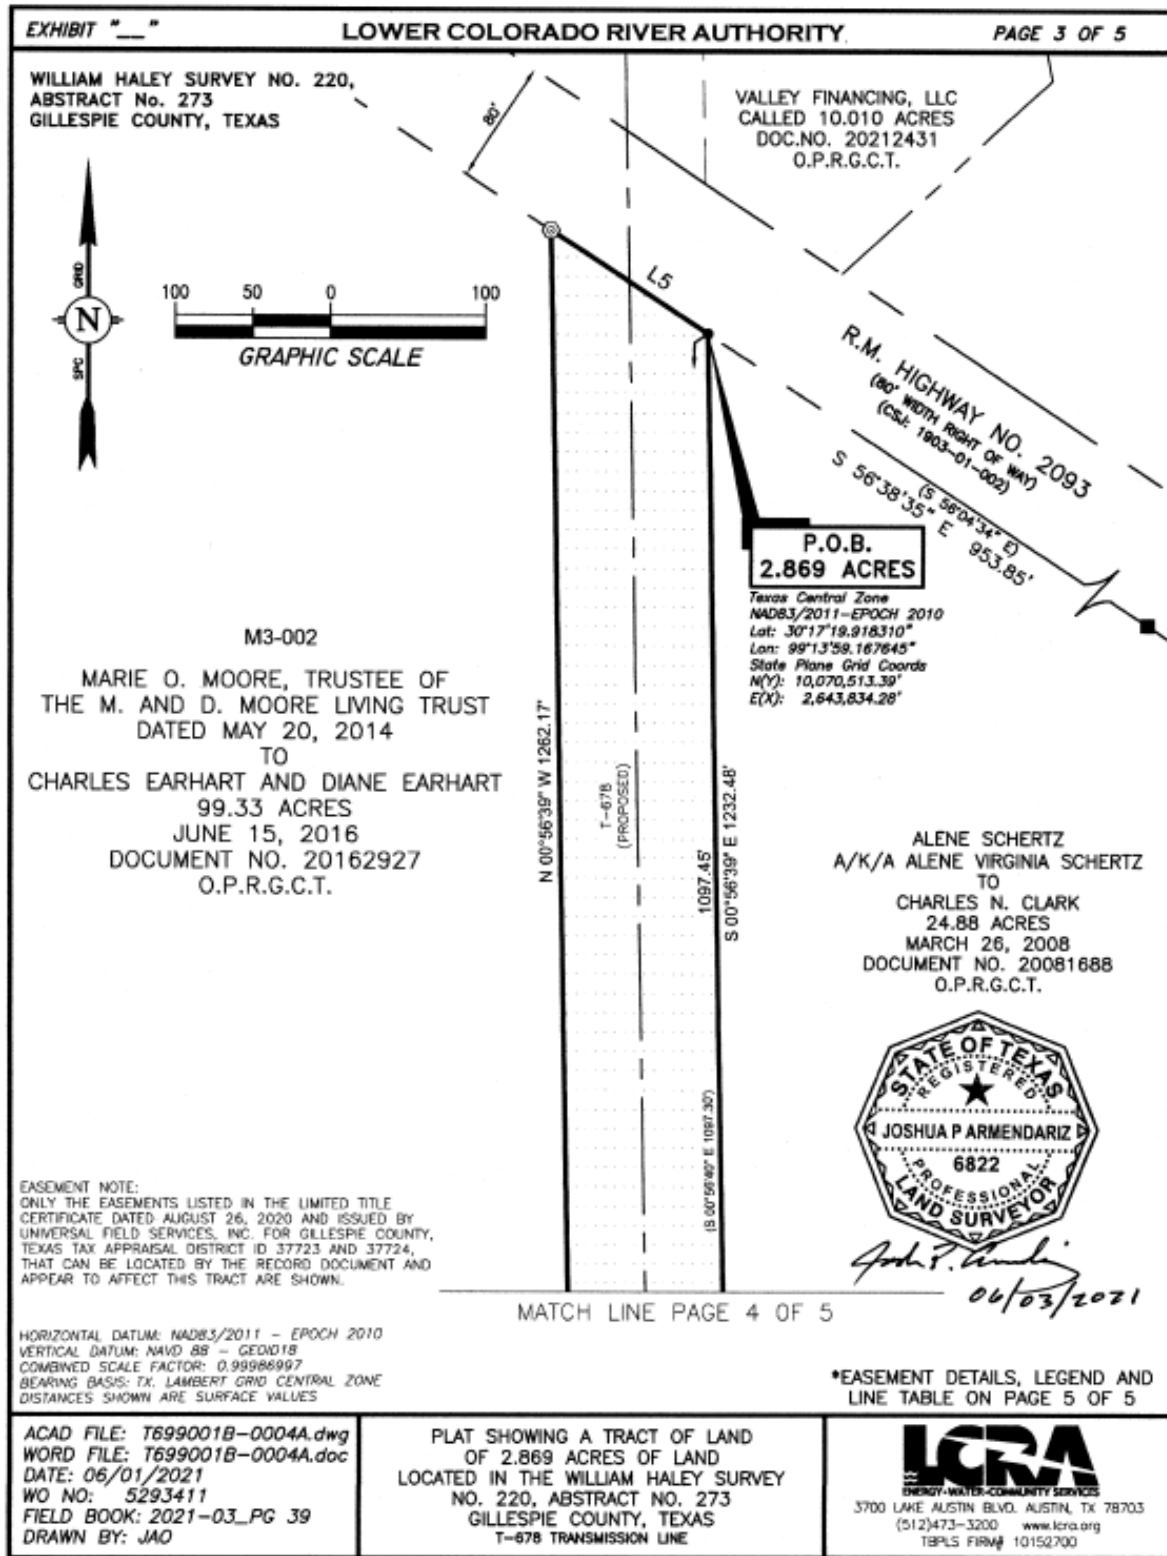 EXHIBIT "__"
LOWER COLORADO RIVER AUTHORITY
PAGE 3 OF 5
WILLIAM HALEY SURVEY NO. 220,
ABSTRACT No. 273
GILLESPIE COUNTY, TEXAS
80'
VALLEY FINANCING, LLC
CALLED 10.010 ACRES
DOC.NO. 20212431
O.P.R.G.C.T.
GRID
N
SPC
100 50 0 100
GRAPHIC SCALE
L5
R.M. HIGHWAY NO. 2093
(80' WIDTH RIGHT OF WAY)
(CSJ: 1903-01-002)
(S 56°04'34" E)
S 56°38'35" E 953.85'
P.O.B.
2.869 ACRES
Texas Central Zone
NAD83/2011-EPOCH 2010
Lat: 30°17'19.918310"
Lon: 99°13'59.167645"
State Plane Grid Coords
N(Y): 10,070,513.39'
E(X): 2,643,834.28'
M3-002
MARIE O. MOORE, TRUSTEE OF
THE M. AND D. MOORE LIVING TRUST
DATED MAY 20, 2014
TO
CHARLES EARHART AND DIANE EARHART
99.33 ACRES
JUNE 15, 2016
DOCUMENT NO. 20162927
O.P.R.G.C.T.
N 00°56'39" W 1262.17'
T-678
(PROPOSED)
1097.45'
S 00°56'39" E 1232.48'
(S 00°56'40" E 1097.30')
ALENE SCHERTZ
A/K/A ALENE VIRGINIA SCHERTZ
TO
CHARLES N. CLARK
24.88 ACRES
MARCH 26, 2008
DOCUMENT NO. 20081688
O.P.R.G.C.T.
STATE OF TEXAS
REGISTERED
JOSHUA P ARMENDARIZ
6822
PROFESSIONAL
LAND SURVEYOR
06/03/2021
EASEMENT NOTE:
ONLY THE EASEMENTS LISTED IN THE LIMITED TITLE
CERTIFICATE DATED AUGUST 26, 2020 AND ISSUED BY
UNIVERSAL FIELD SERVICES, INC. FOR GILLESPIE COUNTY,
TEXAS TAX APPRAISAL DISTRICT ID 37723 AND 37724,
THAT CAN BE LOCATED BY THE RECORD DOCUMENT AND
APPEAR TO AFFECT THIS TRACT ARE SHOWN.
MATCH LINE PAGE 4 OF 5
HORIZONTAL DATUM: NAD83/2011 - EPOCH 2010
VERTICAL DATUM: NAVD 88 - GEOID18
COMBINED SCALE FACTOR: 0.99986997
BEARING BASIS: TX. LAMBERT GRID CENTRAL ZONE
DISTANCES SHOWN ARE SURFACE VALUES
*EASEMENT DETAILS, LEGEND AND
LINE TABLE ON PAGE 5 OF 5
ACAD FILE: T699001B-0004A.dwg
WORD FILE: T699001B-0004A.doc
DATE: 06/01/2021
WO NO: 5293411
FIELD BOOK: 2021-03_PG 39
DRAWN BY: JAO
PLAT SHOWING A TRACT OF LAND
OF 2.869 ACRES OF LAND
LOCATED IN THE WILLIAM HALEY SURVEY
NO. 220, ABSTRACT NO. 273
GILLESPIE COUNTY, TEXAS
T-678 TRANSMISSION LINE
LCRA
ENERGY•WATER•COMMUNITY SERVICES
3700 LAKE AUSTIN BLVD. AUSTIN, TX 78703
(512)473-3200 www.lcra.org
TBPLS FIRM# 10152700